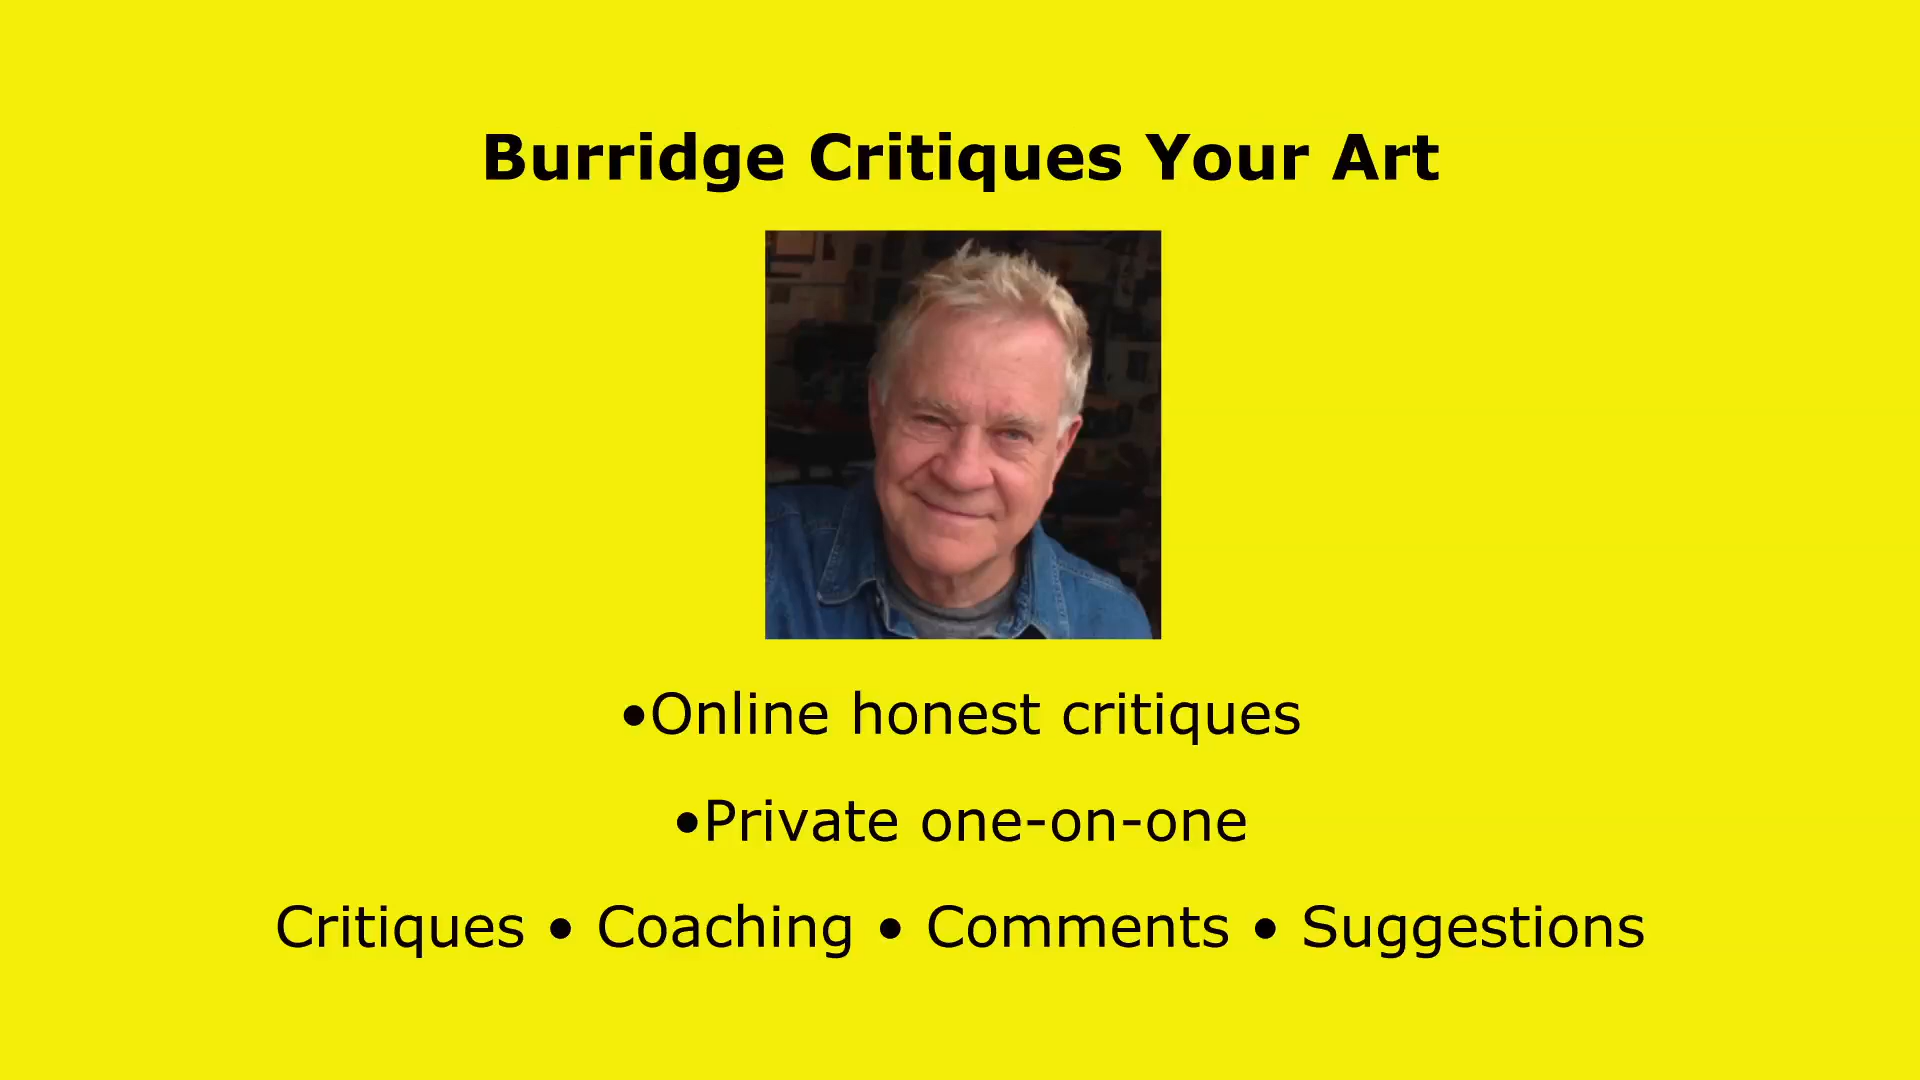 Burridge Critiques Your Art
•Online honest critiques
•Private one-on-one
Critiques • Coaching • Comments • Suggestions